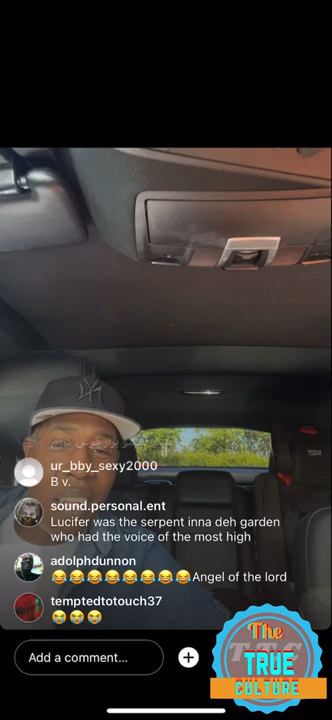 ur_bby_sexy2000
B v.
sound.personal.ent
Lucifer was the serpent inna deh garden
who had the voice of the most high
adolphdunnon
😂😂😂😂😂😂😂😂Angel of the lord
temptedtotouch37
😭😭😭
Add a comment...
The
TRUE
CULTURE